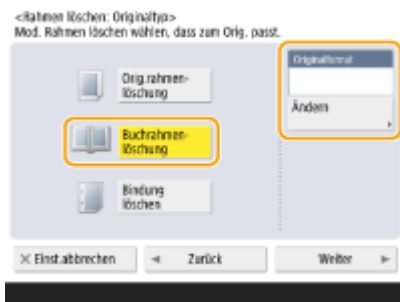 <Rahmen löschen: Originaltyp>
Mod. Rahmen löschen wählen, dass zum Orig. passt.
Originalformat
Orig.rahmen-
löschung
Ändern
Buchrahmen-
löschung
Bindung
löschen
× Einst.abbrechen
◄ Zurück
Weiter ►